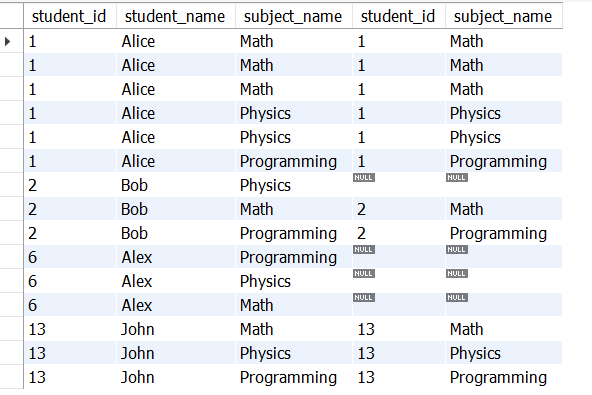 student_id student_name subject_name student_id subject_name
1 Alice Math 1 Math
1 Alice Math 1 Math
1 Alice Math 1 Math
1 Alice Physics 1 Physics
1 Alice Physics 1 Physics
1 Alice Programming 1 Programming
2 Bob Physics NULL NULL
2 Bob Math 2 Math
2 Bob Programming 2 Programming
6 Alex Programming NULL NULL
6 Alex Physics NULL NULL
6 Alex Math NULL NULL
13 John Math 13 Math
13 John Physics 13 Physics
13 John Programming 13 Programming